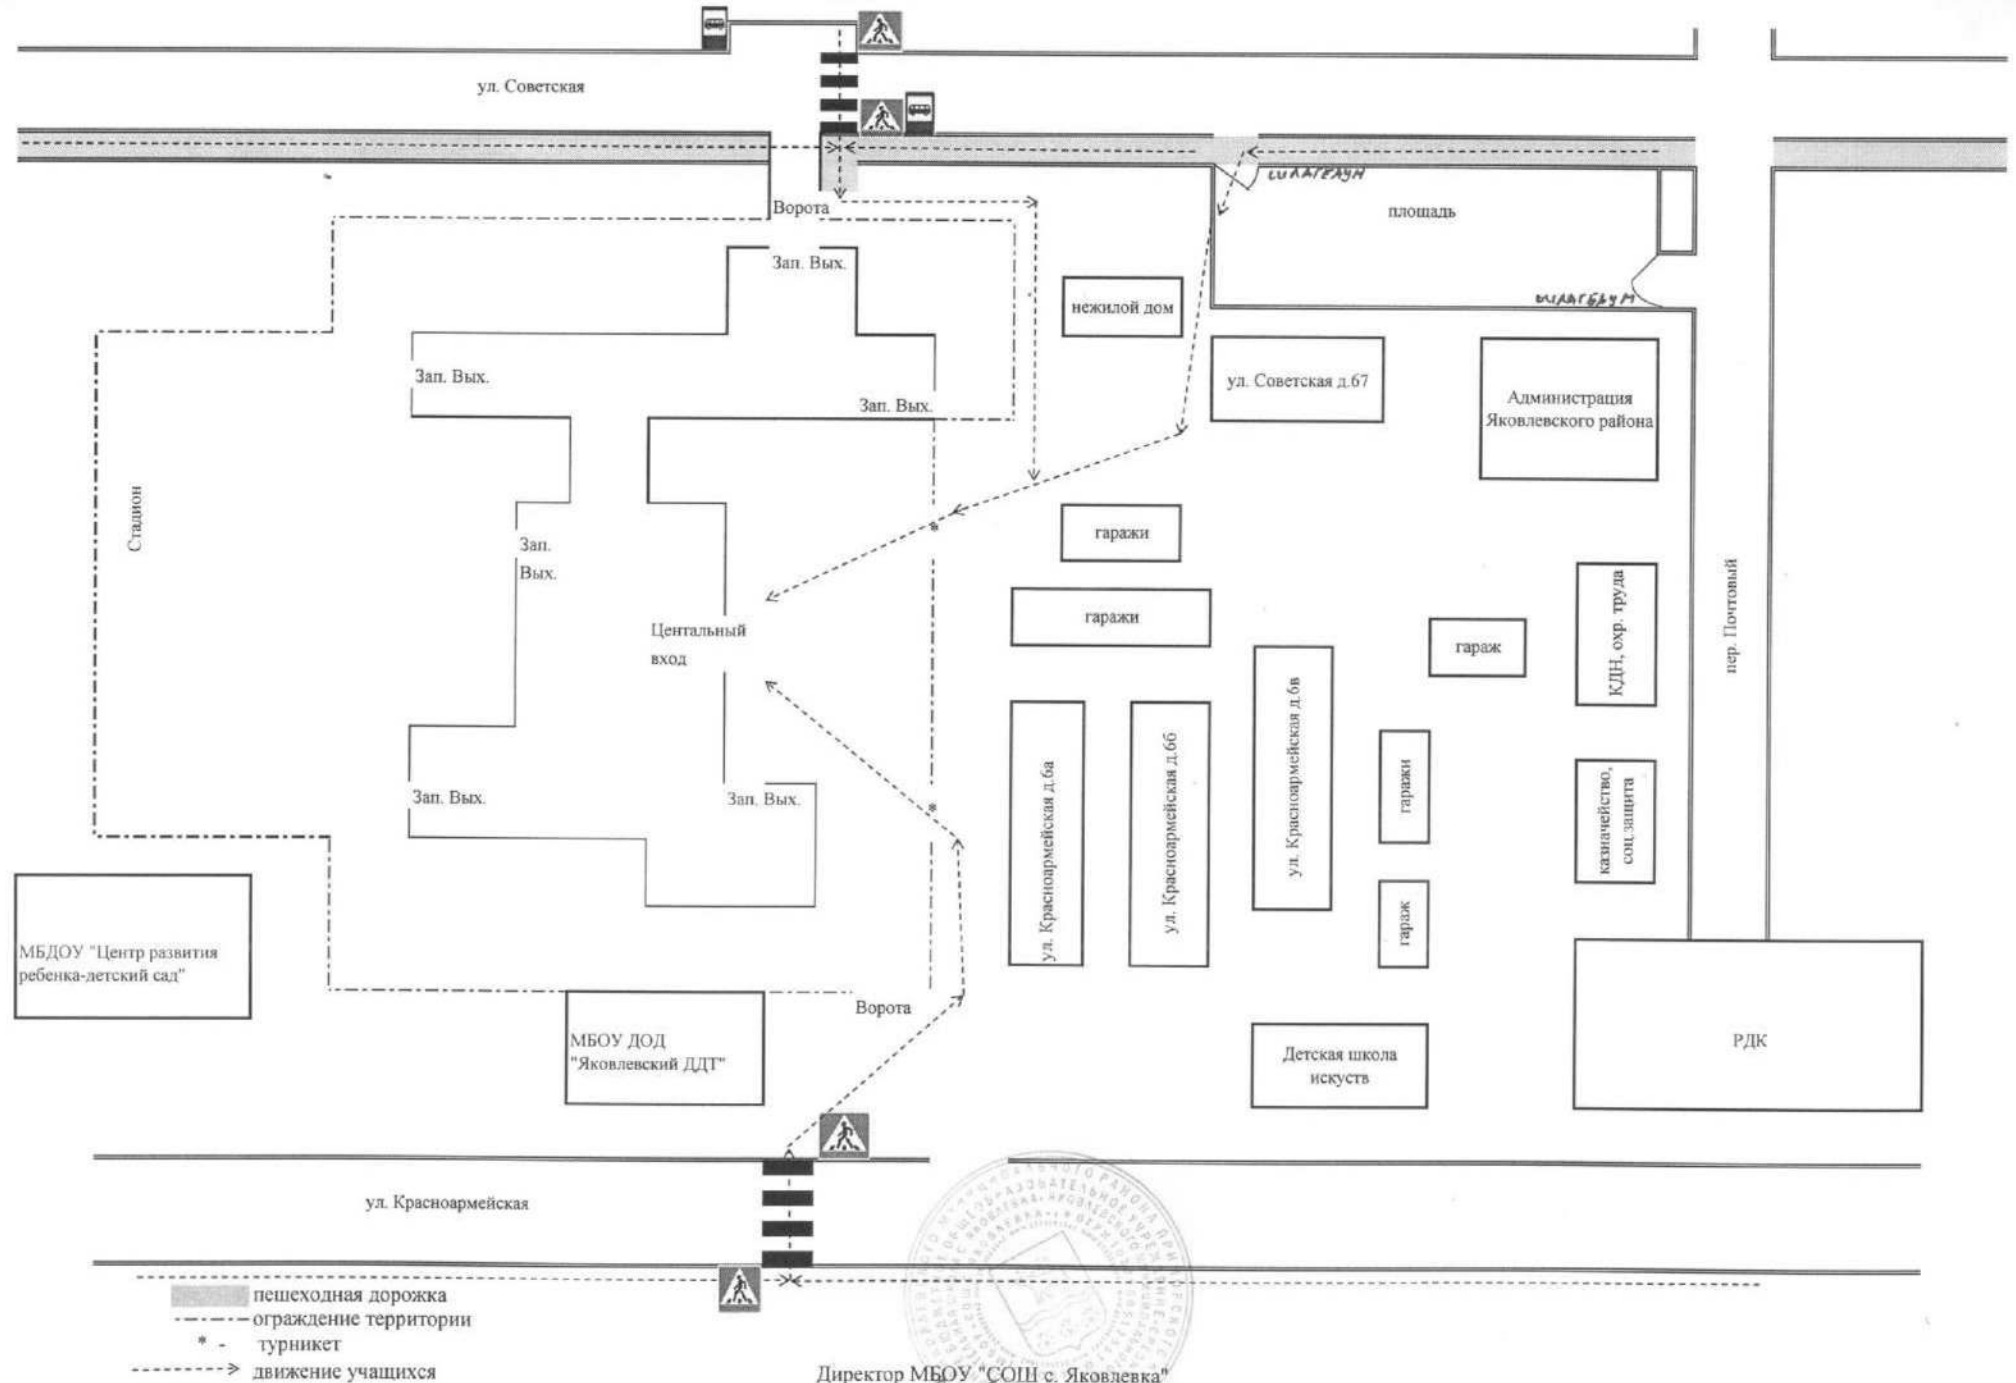 ул. Советская
шлагбаум
площадь
Ворота
Зап. Вых.
нежилой дом
шлагбаум
Зап. Вых.
ул. Советская д.67
Зап. Вых.
Администрация
Яковлевского района
Стадион
Зап.
Вых.
гаражи
гаражи
Центальный
вход
гараж
КДН, охр. труда
пер. Почтовый
ул. Красноармейская д.6а
ул. Красноармейская д.6б
ул. Красноармейская д.6в
гаражи
казначейство,
соц.защита
Зап. Вых.
Зап. Вых.
гараж
МБДОУ "Центр развития
ребенка-детский сад"
Ворота
МБОУ ДОД
"Яковлевский ДДТ"
Детская школа
искуств
РДК
ул. Красноармейская
пешеходная дорожка
ограждение территории
* - турникет
движение учащихся
Директор МБОУ "СОШ с. Яковлевка"